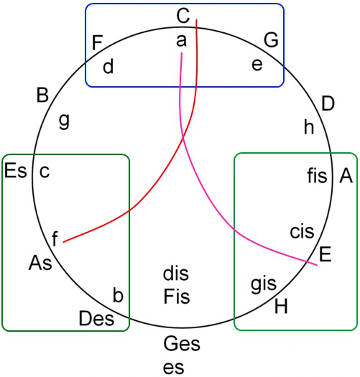 C
F a G
d e
B D
g h
Es c fis A
f cis
As E
dis gis
b Fis H
Des
Ges
es